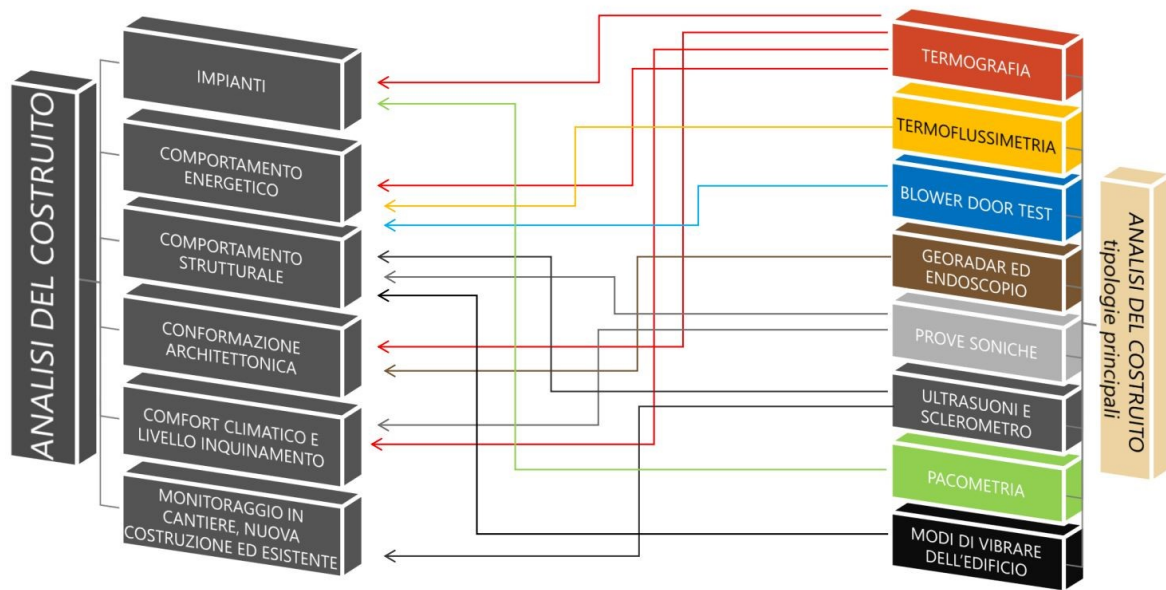 ANALISI DEL COSTRUITO
IMPIANTI
COMPORTAMENTO
ENERGETICO
COMPORTAMENTO
STRUTTURALE
CONFORMAZIONE
ARCHITETTONICA
COMFORT CLIMATICO E
LIVELLO INQUINAMENTO
MONITORAGGIO IN
CANTIERE, NUOVA
COSTRUZIONE ED ESISTENTE
TERMOGRAFIA
TERMOFLUSSIMETRIA
BLOWER DOOR TEST
GEORADAR ED
ENDOSCOPIO
PROVE SONICHE
ULTRASUONI E
SCLEROMETRO
PACOMETRIA
MODI DI VIBRARE
DELL'EDIFICIO
ANALISI DEL COSTRUITO
tipologie principali